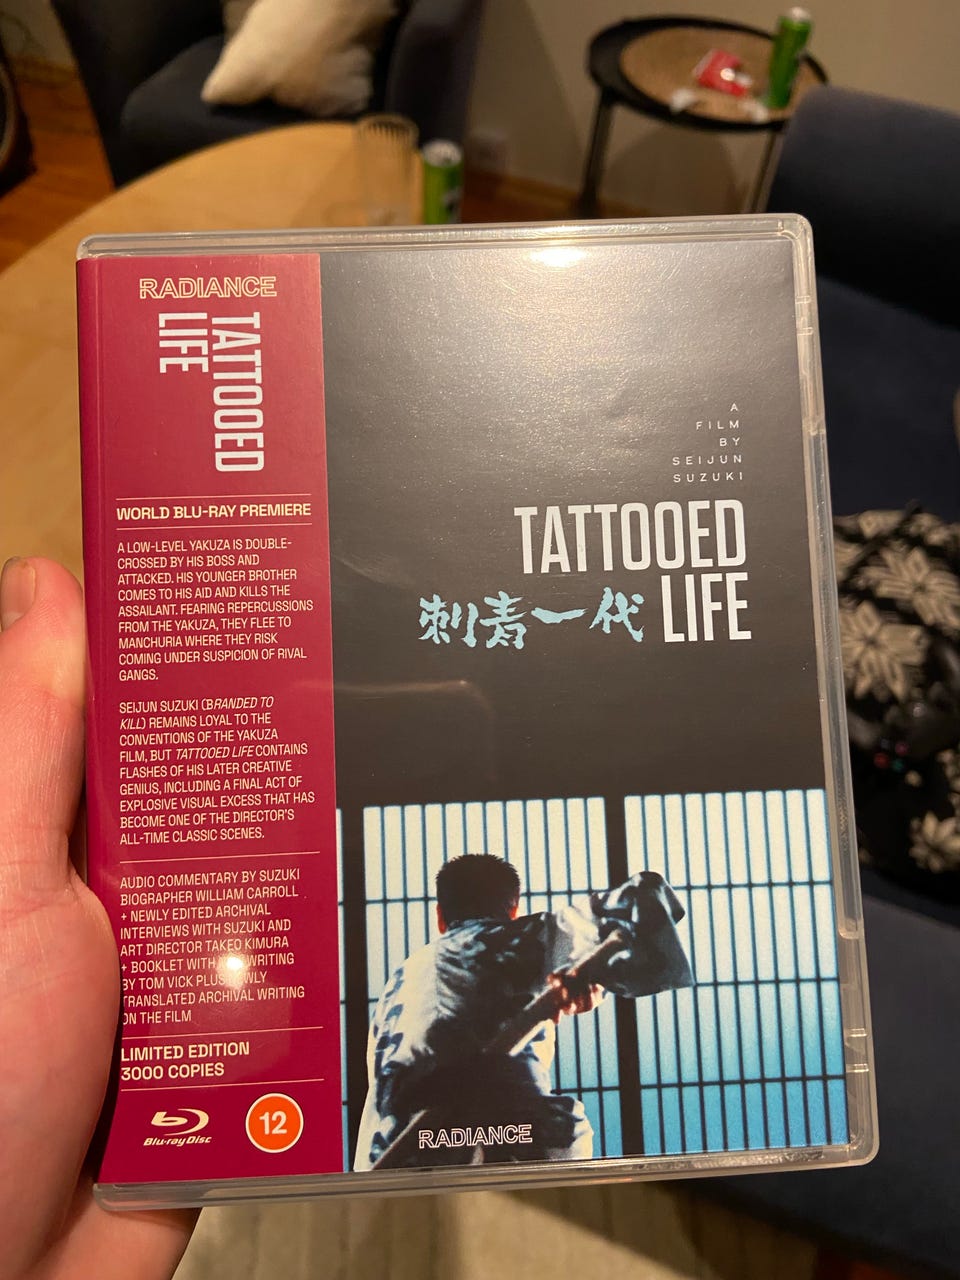 RADIANCE
TATTOOED
LIFE
WORLD BLU-RAY PREMIERE
A LOW-LEVEL YAKUZA IS DOUBLE-
CROSSED BY HIS BOSS AND
ATTACKED. HIS YOUNGER BROTHER
COMES TO HIS AID AND KILLS THE
ASSAILANT. FEARING REPERCUSSIONS
FROM THE YAKUZA, THEY FLEE TO
MANCHURIA WHERE THEY RISK
COMING UNDER SUSPICION OF RIVAL
GANGS.
SEIJUN SUZUKI (BRANDED TO
KILL) REMAINS LOYAL TO THE
CONVENTIONS OF THE YAKUZA
FILM, BUT TATTOOED LIFE CONTAINS
FLASHES OF HIS LATER CREATIVE
GENIUS, INCLUDING A FINAL ACT OF
EXPLOSIVE VISUAL EXCESS THAT HAS
BECOME ONE OF THE DIRECTOR'S
ALL-TIME CLASSIC SCENES.
AUDIO COMMENTARY BY SUZUKI
BIOGRAPHER WILLIAM CARROLL
+ NEWLY EDITED ARCHIVAL
INTERVIEWS WITH SUZUKI AND
ART DIRECTOR TAKEO KIMURA
+ BOOKLET WITH WRITING
BY TOM VICK PLUS NEWLY
TRANSLATED ARCHIVAL WRITING
ON THE FILM
LIMITED EDITION
3000 COPIES
Blu-ray Disc
12
A
FILM
BY
SEIJUN
SUZUKI
TATTOOED
刺青一代 LIFE
RADIANCE